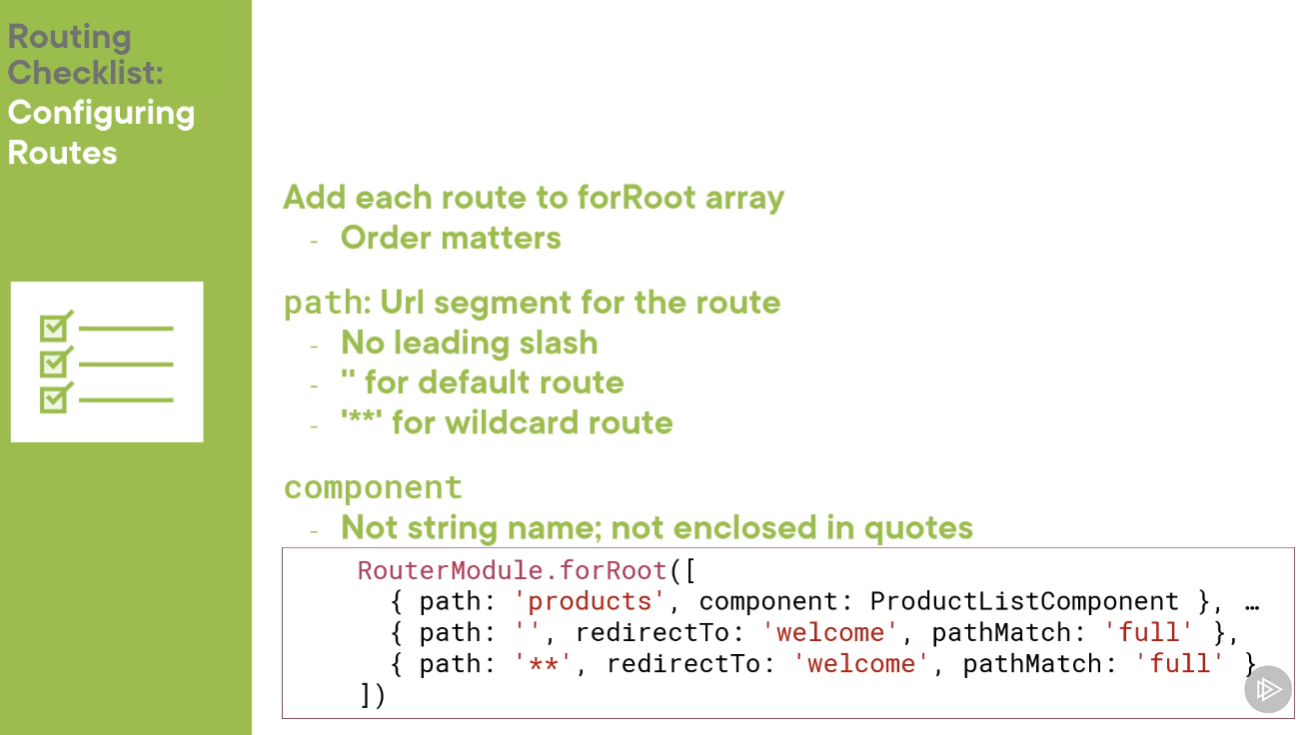 Routing
Checklist:
Configuring
Routes
Add each route to forRoot array
- Order matters
path: Url segment for the route
- No leading slash
- '' for default route
- '**' for wildcard route
component
- Not string name; not enclosed in quotes
RouterModule.forRoot([
{ path: 'products', component: ProductListComponent }, …
{ path: '', redirectTo: 'welcome', pathMatch: 'full' },
{ path: '**', redirectTo: 'welcome', pathMatch: 'full' }
])